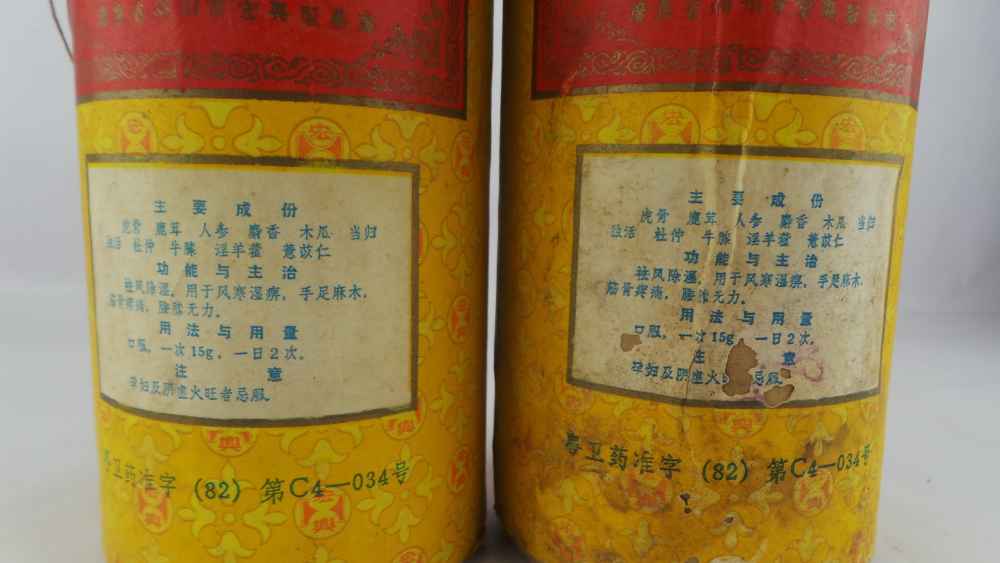 主要成份
虎骨 鹿茸 人参 麝香 木瓜 当归
独活 杜仲 牛膝 淫羊藿 薏苡仁
功能与主治
祛风除湿，用于风寒湿痹，手足麻木，
筋骨疼痛，腰膝无力。
用法与用量
口服，一次15g，一日2次。
注意
孕妇及阴虚火旺者忌服
卫药准字(82)第C4—034号
主要成份
虎骨 鹿茸 人参 麝香 木瓜 当归
独活 杜仲 牛膝 淫羊藿 薏苡仁
功能与主治
祛风除湿，用于风寒湿痹，手足麻木，
筋骨疼痛，腰膝无力。
用法与用量
口服，一次15g，一日2次，
注意
孕妇及阴虚火 忌服
卫药准字(82)第C4—034号